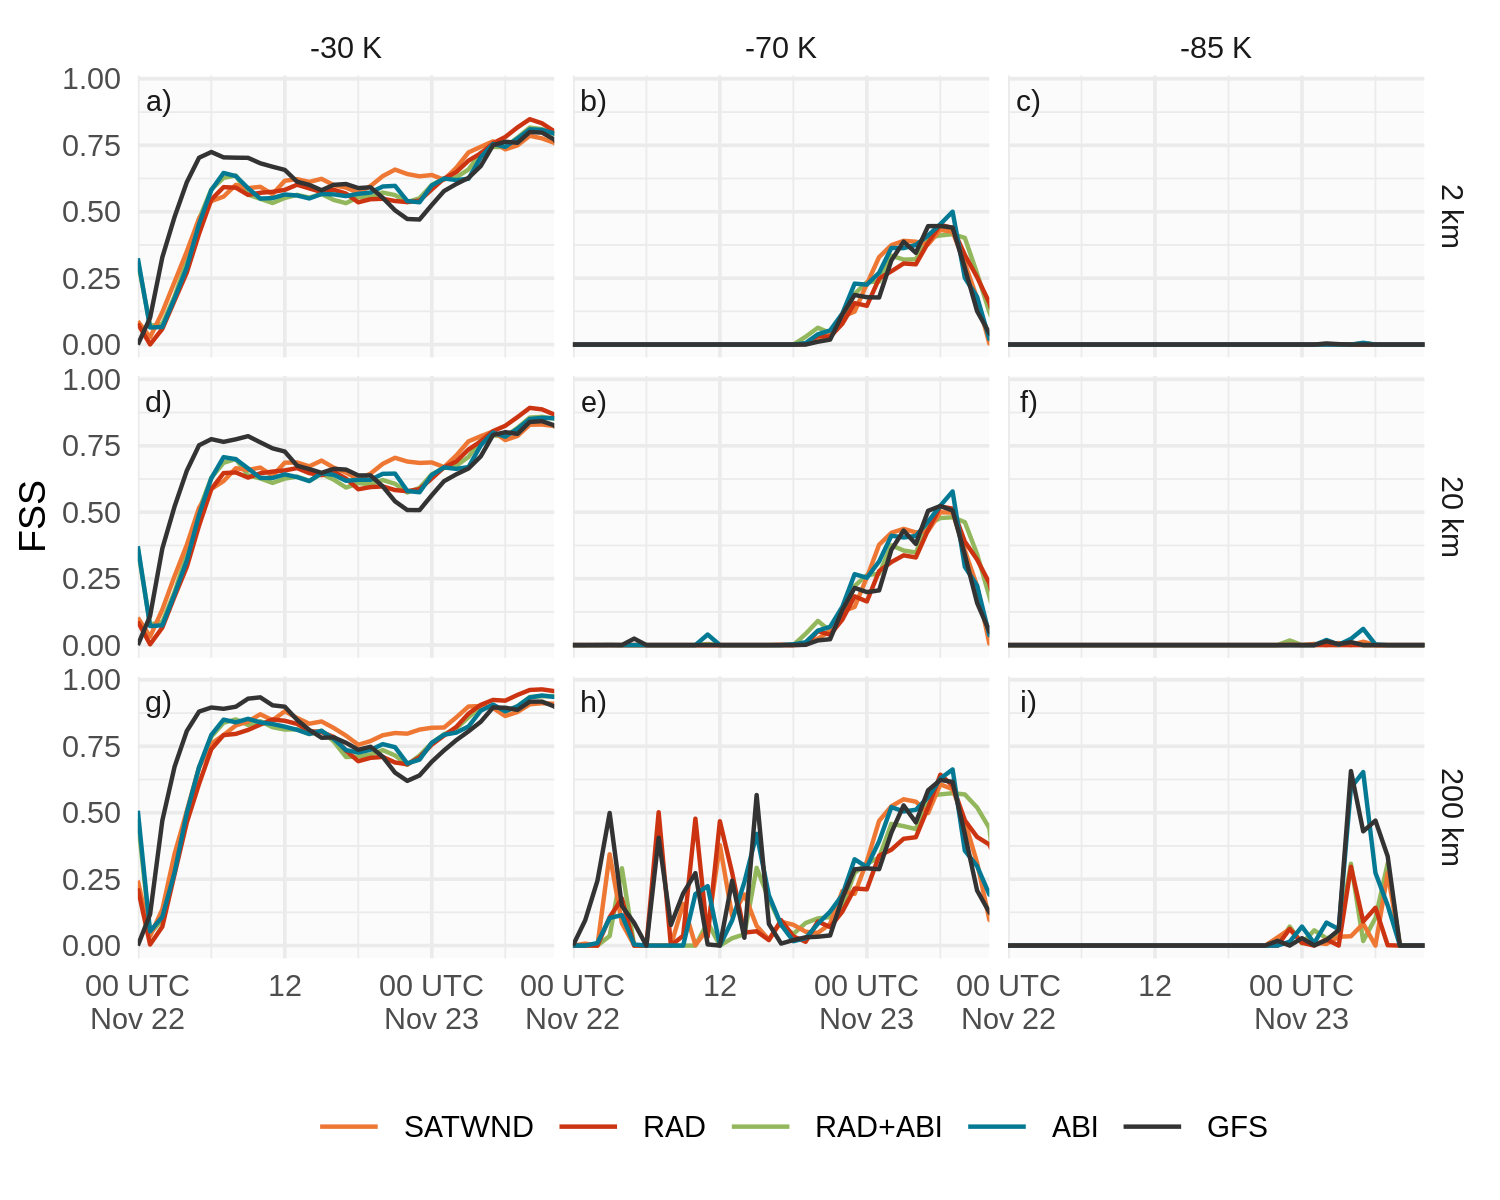 -30 K
-70 K
-85 K
1.00
a)
b)
c)
0.75
0.50
2 km
0.25
0.00
1.00
d)
e)
f)
0.75
FSS
0.50
20 km
0.25
0.00
1.00
g)
h)
i)
0.75
0.50
200 km
0.25
0.00
00 UTC
Nov 22
12
00 UTC
Nov 23
00 UTC
Nov 22
12
00 UTC
Nov 23
00 UTC
Nov 22
12
00 UTC
Nov 23
SATWND
RAD
RAD+ABI
ABI
GFS